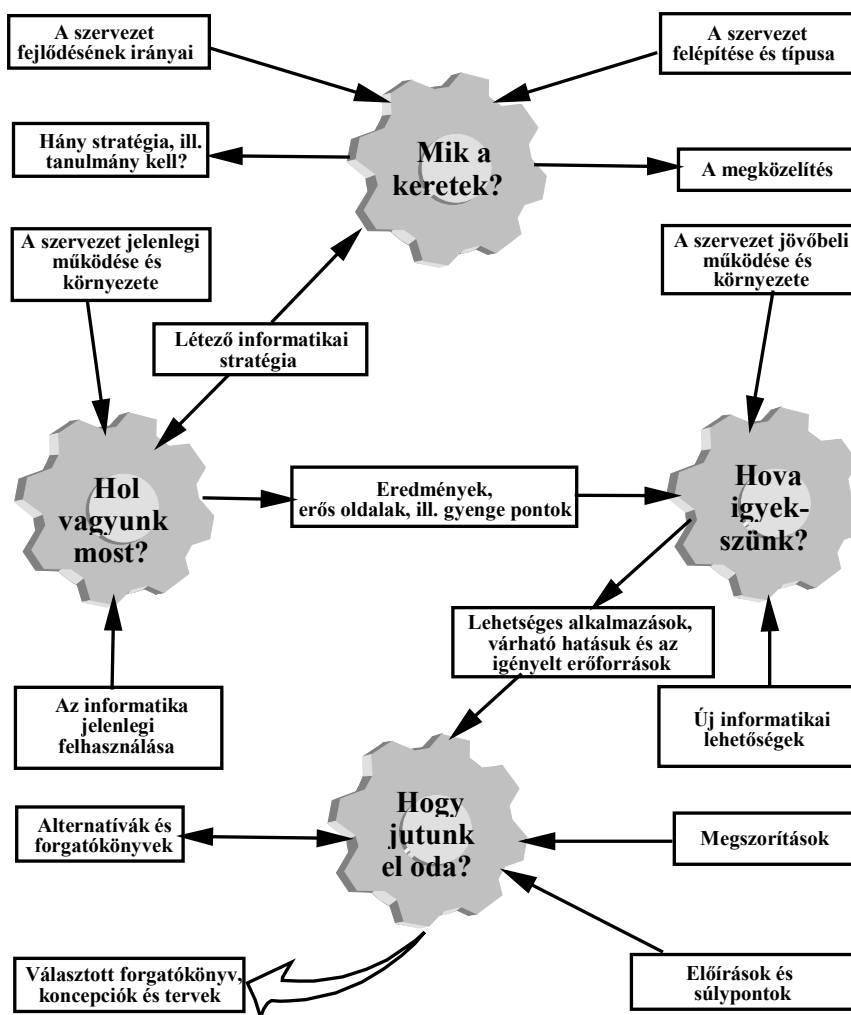 A szervezet
fejlődésének irányai
A szervezet
felépítése és típusa
Mik a
keretek?
Hány stratégia, ill.
tanulmány kell?
A megközelítés
A szervezet jelenlegi
működése és
környezete
A szervezet jövőbeli
működése és
környezete
Létező informatikai
stratégia
Hol
vagyunk
most?
Eredmények,
erős oldalak, ill. gyenge pontok
Hova
igyek-
szünk?
Lehetséges alkalmazások,
várható hatásuk és az
igényelt erőforrások
Az informatika
jelenlegi
felhasználása
Új informatikai
lehetőségek
Hogy
jutunk
el oda?
Alternatívák és
forgatókönyvek
Megszorítások
Választott forgatókönyv,
koncepciók és tervek
Előírások és
súlypontok